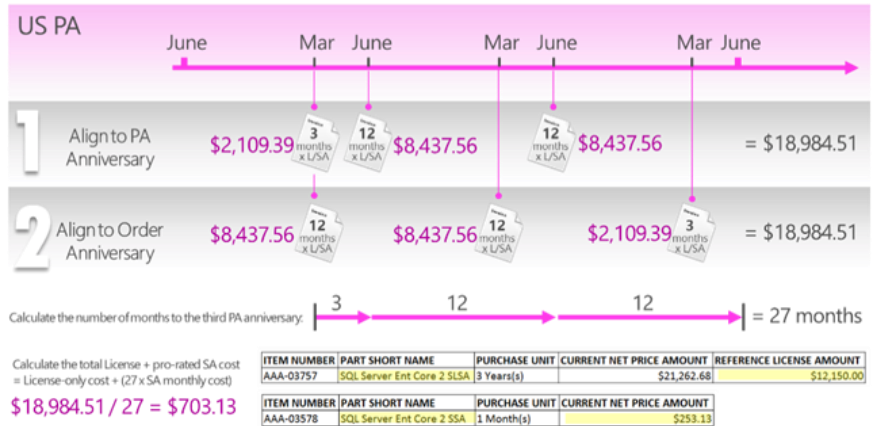 US PA
June Mar June Mar June Mar June
1 Align to PA Anniversary $2,109.39 3 months x L/SA 12 months x L/SA $8,437.56 12 months x L/SA $8,437.56 = $18,984.51
2 Align to Order Anniversary $8,437.56 12 months x L/SA $8,437.56 12 months x L/SA $2,109.39 3 months x L/SA = $18,984.51
Calculate the number of months to the third PA anniversary: 3 12 12 = 27 months
Calculate the total License + pro-rated SA cost
= License-only cost + (27 x SA monthly cost)
$18,984.51 / 27 = $703.13
ITEM NUMBER PART SHORT NAME PURCHASE UNIT CURRENT NET PRICE AMOUNT REFERENCE LICENSE AMOUNT
AAA-03757 SQL Server Ent Core 2 SLSA 3 Years(s) $21,262.68 $12,150.00
ITEM NUMBER PART SHORT NAME PURCHASE UNIT CURRENT NET PRICE AMOUNT
AAA-03578 SQL Server Ent Core 2 SSA 1 Month(s) $253.13